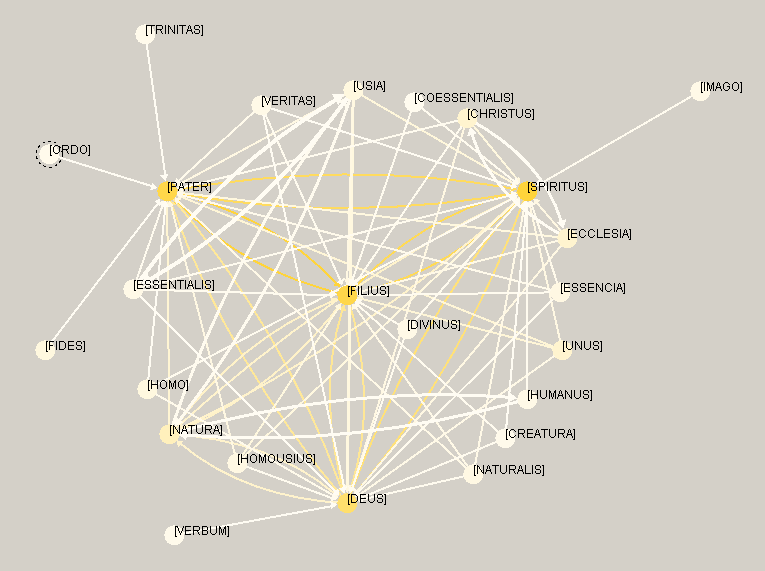 [TRINITAS]
[USIA]
[IMAGO]
[VERITAS]
[COESSENTIALIS]
[CHRISTUS]
[ORDO]
[PATER]
[SPIRITUS]
[ECCLESIA]
[ESSENTIALIS]
[FILIUS]
[ESSENCIA]
[DIVINUS]
[FIDES]
[UNUS]
[HOMO]
[HUMANUS]
[NATURA]
[CREATURA]
[HOMOUSIUS]
[NATURALIS]
[DEUS]
[VERBUM]